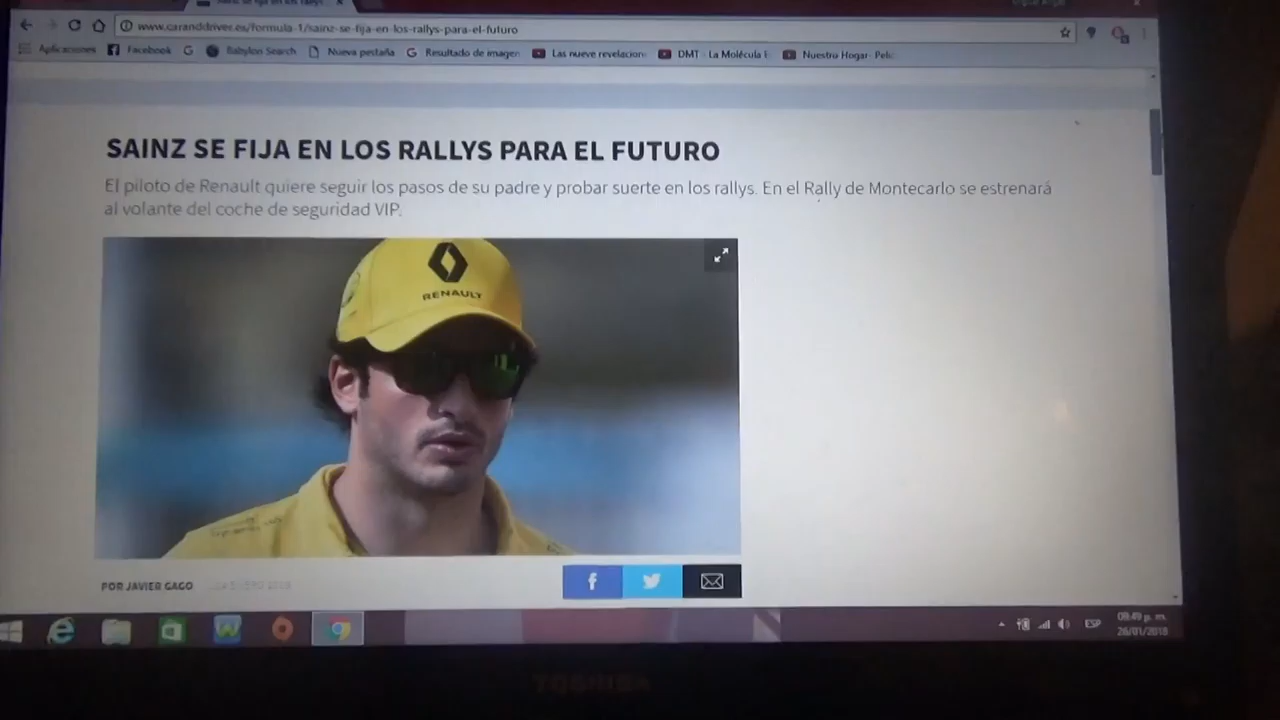 www.caranddriver.es/formula-1/sainz-se-fija-en-los-rallys-para-el-futuro
Aplicaciones Facebook Babylon Search Nueva pestaña Resultado de imagen Las nueve revelacion DMT - La Molécula Nuestro Hogar- Pelic
SAINZ SE FIJA EN LOS RALLYS PARA EL FUTURO
El piloto de Renault quiere seguir los pasos de su padre y probar suerte en los rallys. En el Rally de Montecarlo se estrenará
al volante del coche de seguridad VIP.
RENAULT
POR JAVIER GAGO
ESP
09:49 p. m.
26/01/2018
TOSHIBA